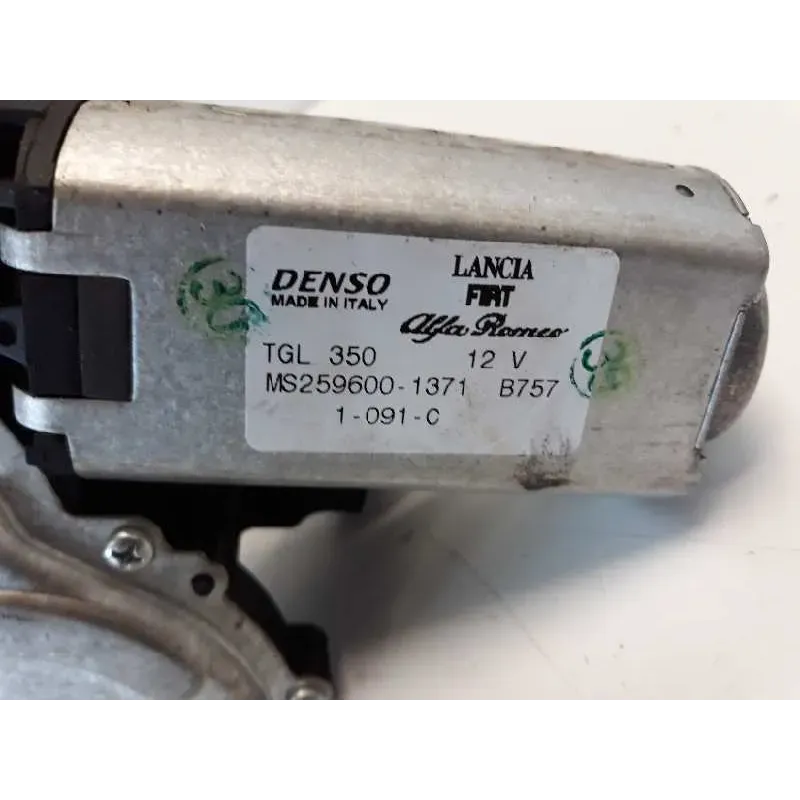 DENSO
MADE IN ITALY
LANCIA
FIAT
Alfa Romeo
TGL 350 12 V
MS259600-1371 B757
1-091-C